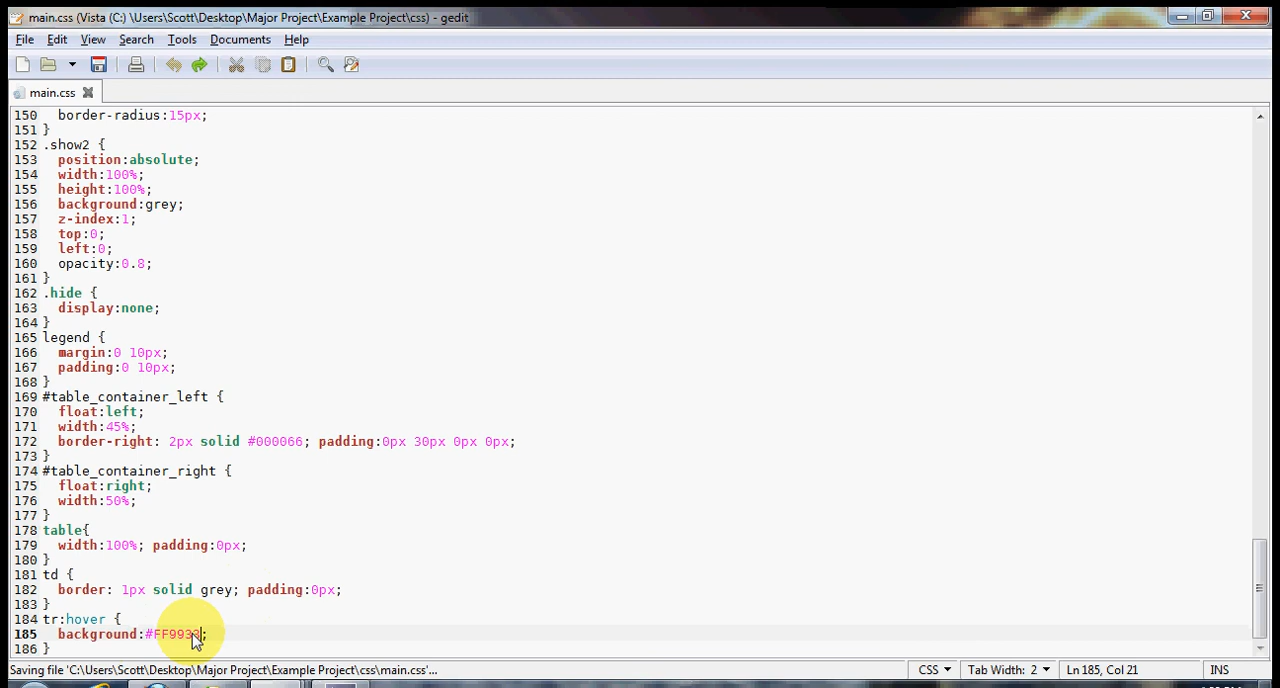 main.css (Vista (C:) \Users\Scott\Desktop\Major Project\Example Project\css) - gedit
File Edit View Search Tools Documents Help
main.css
150 border-radius:15px;
151 }
152 .show2 {
153 position:absolute;
154 width:100%;
155 height:100%;
156 background:grey;
157 z-index:1;
158 top:0;
159 left:0;
160 opacity:0.8;
161 }
162 .hide {
163 display:none;
164 }
165 legend {
166 margin:0 10px;
167 padding:0 10px;
168 }
169 #table_container_left {
170 float:left;
171 width:45%;
172 border-right: 2px solid #000066; padding:0px 30px 0px 0px;
173 }
174 #table_container_right {
175 float:right;
176 width:50%;
177 }
178 table{
179 width:100%; padding:0px;
180 }
181 td {
182 border: 1px solid grey; padding:0px;
183 }
184 tr:hover {
185 background:#FF9933;
186 }
Saving file 'C:\Users\Scott\Desktop\Major Project\Example Project\css\main.css'... CSS Tab Width: 2 Ln 185, Col 21 INS